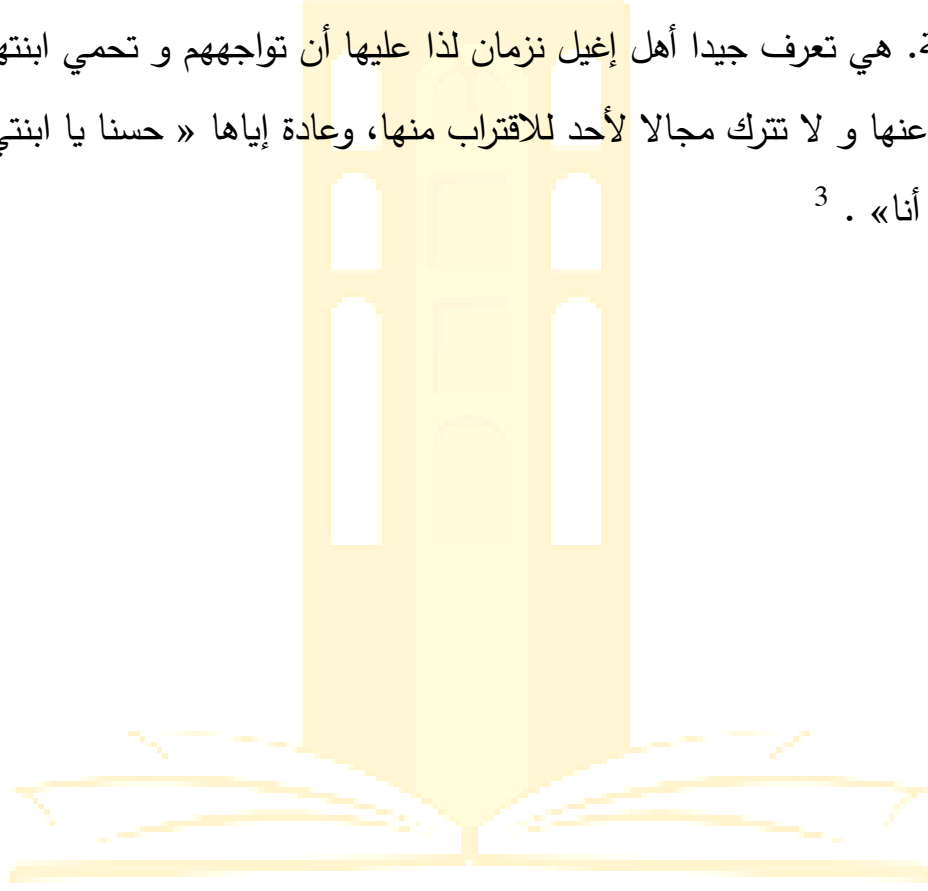 ة. هي تعرف جيدا أهل إغيل نزمان لذا عليها أن تواجههم و تحمي ابنته
عنها و لا تترك مجالا لأحد للاقتراب منها، وعادة إياها « حسنا يا ابنتي
أنا» . 3